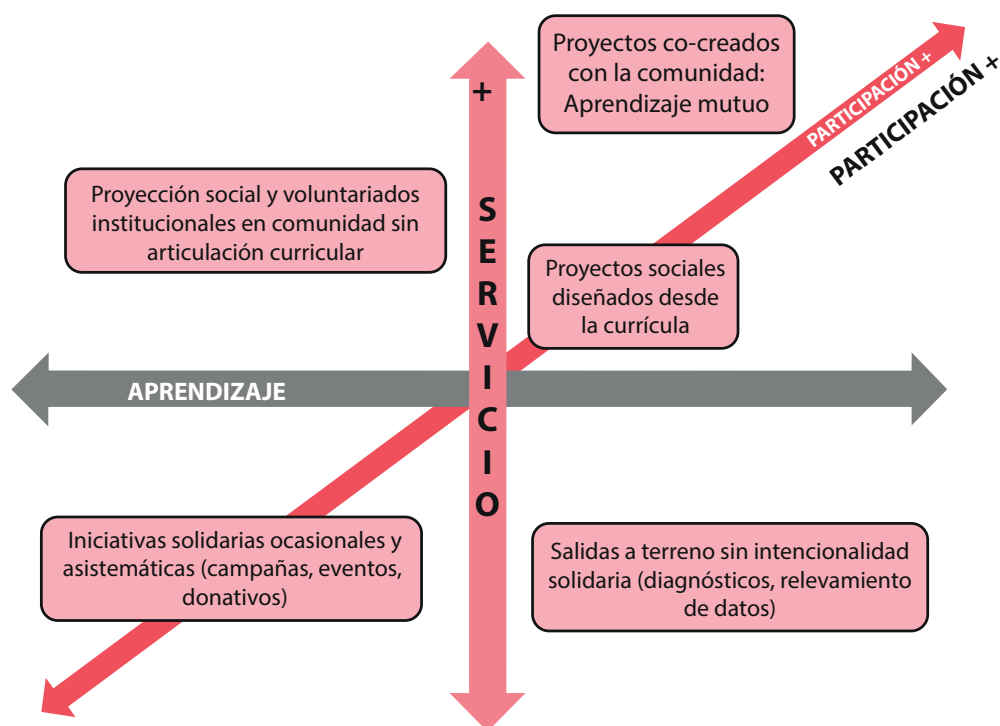 Proyectos co-creados
con la comunidad:
Aprendizaje mutuo
+
PARTICIPACIÓN +
PARTICIPACIÓN +
Proyección social y voluntariados
institucionales en comunidad sin
articulación curricular
SERVICIO
Proyectos sociales
diseñados desde
la currícula
APRENDIZAJE
Iniciativas solidarias ocasionales y
asistemáticas (campañas, eventos,
donativos)
Salidas a terreno sin intencionalidad
solidaria (diagnósticos, relevamiento
de datos)